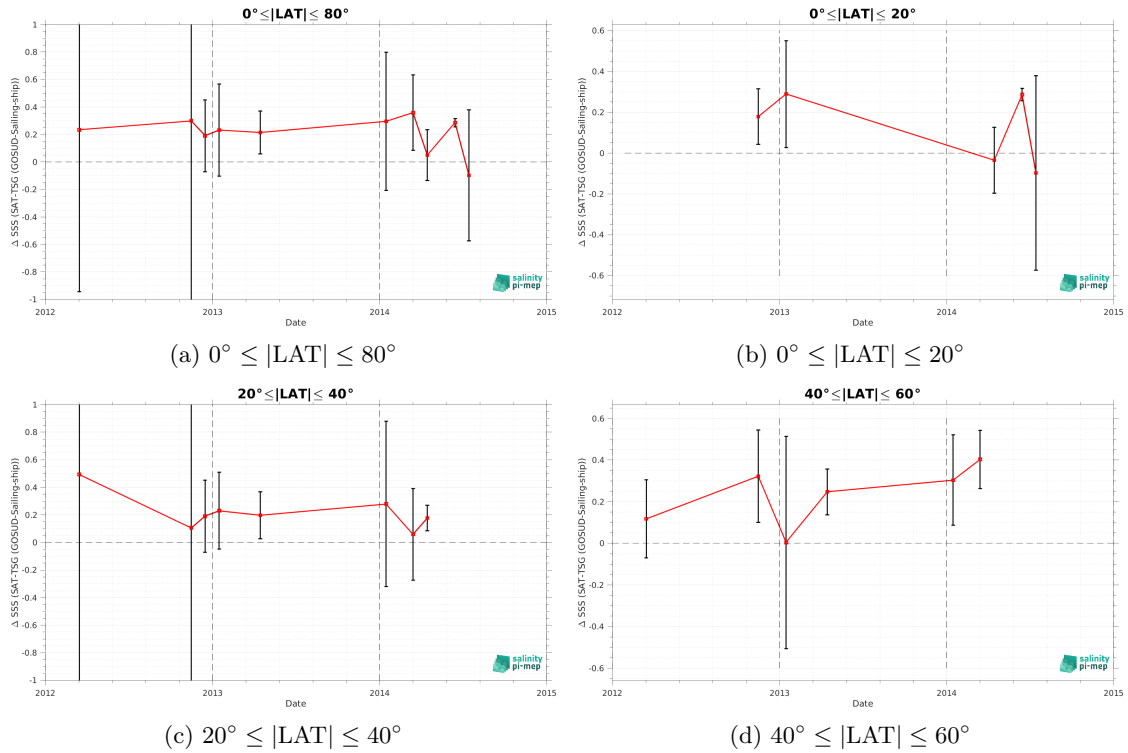 0°≤|LAT|≤ 80°
1
0.8
0.6
0.4
0.2
0
-0.2
-0.4
-0.6
-0.8
-1
Δ SSS (SAT-TSG (GOSUD-Sailing-ship))
2012
2013
2014
2015
Date
salinity
pi-mep
(a) 0° ≤ |LAT| ≤ 80°
0°≤|LAT|≤ 20°
0.6
0.4
0.2
0
-0.2
-0.4
-0.6
Δ SSS (SAT-TSG (GOSUD-Sailing-ship))
2012
2013
2014
2015
Date
salinity
pi-mep
(b) 0° ≤ |LAT| ≤ 20°
20°≤|LAT|≤ 40°
1
0.8
0.6
0.4
0.2
0
-0.2
-0.4
-0.6
-0.8
-1
Δ SSS (SAT-TSG (GOSUD-Sailing-ship))
2012
2013
2014
2015
Date
salinity
pi-mep
(c) 20° ≤ |LAT| ≤ 40°
40°≤|LAT|≤ 60°
0.6
0.4
0.2
0
-0.2
-0.4
-0.6
Δ SSS (SAT-TSG (GOSUD-Sailing-ship))
2012
2013
2014
2015
Date
salinity
pi-mep
(d) 40° ≤ |LAT| ≤ 60°